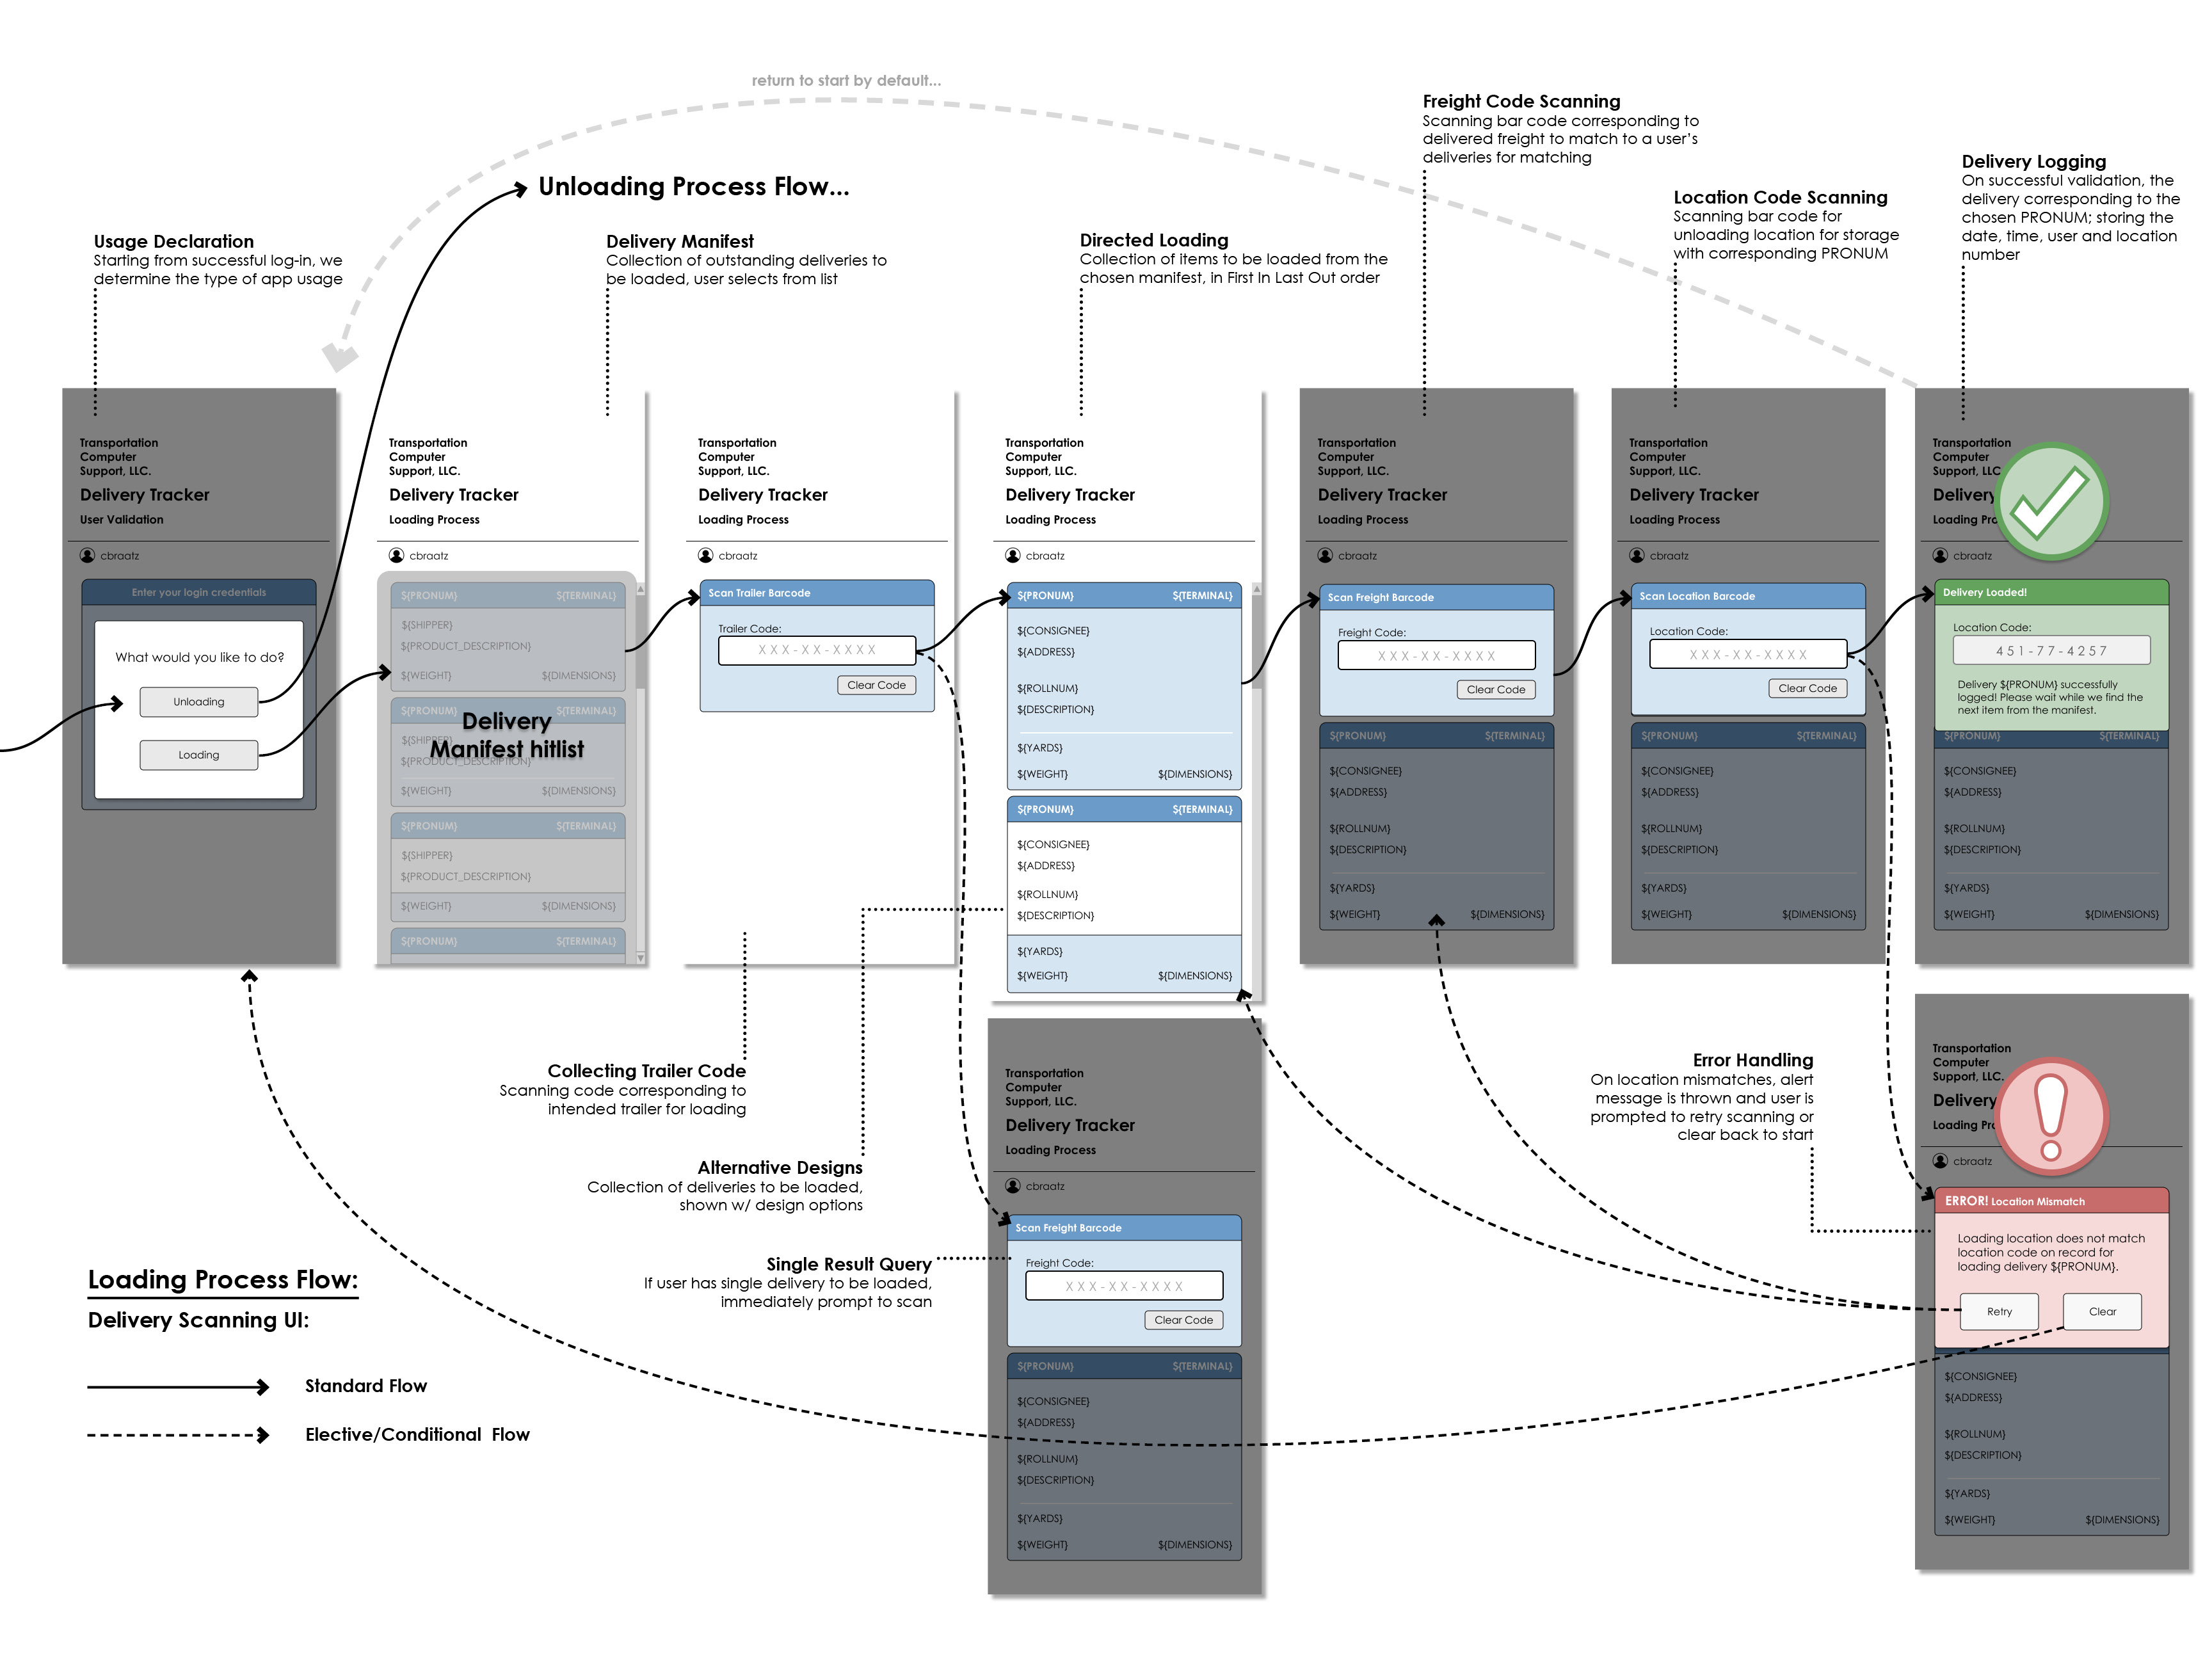 return to start by default...
Unloading Process Flow...
Usage Declaration
Starting from successful log-in, we
determine the type of app usage
Delivery Manifest
Collection of outstanding deliveries to
be loaded, user selects from list
Directed Loading
Collection of items to be loaded from the
chosen manifest, in First In Last Out order
Freight Code Scanning
Scanning bar code corresponding to
delivered freight to match to a user's
deliveries for matching
Location Code Scanning
Scanning bar code for
unloading location for storage
with corresponding PRONUM
Delivery Logging
On successful validation, the
delivery corresponding to the
chosen PRONUM; storing the
date, time, user and location
number
Transportation
Computer
Support, LLC.
Delivery Tracker
User Validation
cbraatz
Enter your login credentials
What would you like to do?
Unloading
Loading
Transportation
Computer
Support, LLC.
Delivery Tracker
Loading Process
cbraatz
${PRONUM} ${TERMINAL}
${SHIPPER}
${PRODUCT_DESCRIPTION}
${WEIGHT} ${DIMENSIONS}
${PRONUM} ${TERMINAL}
Delivery
${SHIPPER}
Manifest hitlist
${PRODUCT_DESCRIPTION}
${WEIGHT} ${DIMENSIONS}
${PRONUM} ${TERMINAL}
${SHIPPER}
${PRODUCT_DESCRIPTION}
${WEIGHT} ${DIMENSIONS}
${PRONUM} ${TERMINAL}
Transportation
Computer
Support, LLC.
Delivery Tracker
Loading Process
cbraatz
Scan Trailer Barcode
Trailer Code:
XXX-XX-XXXX
Clear Code
Transportation
Computer
Support, LLC.
Delivery Tracker
Loading Process
cbraatz
${PRONUM} ${TERMINAL}
${CONSIGNEE}
${ADDRESS}
${ROLLNUM}
${DESCRIPTION}
${YARDS}
${WEIGHT} ${DIMENSIONS}
${PRONUM} ${TERMINAL}
${CONSIGNEE}
${ADDRESS}
${ROLLNUM}
${DESCRIPTION}
${YARDS}
${WEIGHT} ${DIMENSIONS}
Transportation
Computer
Support, LLC.
Delivery Tracker
Loading Process
cbraatz
Scan Freight Barcode
Freight Code:
XXX-XX-XXXX
Clear Code
${PRONUM} ${TERMINAL}
${CONSIGNEE}
${ADDRESS}
${ROLLNUM}
${DESCRIPTION}
${YARDS}
${WEIGHT} ${DIMENSIONS}
Transportation
Computer
Support, LLC.
Delivery Tracker
Loading Process
cbraatz
Scan Location Barcode
Location Code:
XXX-XX-XXXX
Clear Code
${PRONUM} ${TERMINAL}
${CONSIGNEE}
${ADDRESS}
${ROLLNUM}
${DESCRIPTION}
${YARDS}
${WEIGHT} ${DIMENSIONS}
Transportation
Computer
Support, LLC
Delivery
Loading Pro
cbraatz
Delivery Loaded!
Location Code:
451-77-4257
Delivery ${PRONUM} successfully
logged! Please wait while we find the
next item from the manifest.
${PRONUM} ${TERMINAL}
${CONSIGNEE}
${ADDRESS}
${ROLLNUM}
${DESCRIPTION}
${YARDS}
${WEIGHT} ${DIMENSIONS}
Collecting Trailer Code
Scanning code corresponding to
intended trailer for loading
Alternative Designs
Collection of deliveries to be loaded,
shown w/ design options
Single Result Query
If user has single delivery to be loaded,
immediately prompt to scan
Transportation
Computer
Support, LLC.
Delivery Tracker
Loading Process
cbraatz
Scan Freight Barcode
Freight Code:
XXX-XX-XXXX
Clear Code
${PRONUM} ${TERMINAL}
${CONSIGNEE}
${ADDRESS}
${ROLLNUM}
${DESCRIPTION}
${YARDS}
${WEIGHT} ${DIMENSIONS}
Error Handling
On location mismatches, alert
message is thrown and user is
prompted to retry scanning or
clear back to start
Transportation
Computer
Support, LLC.
Delivery
Loading Pro
cbraatz
ERROR! Location Mismatch
Loading location does not match
location code on record for
loading delivery ${PRONUM}.
Retry Clear
${CONSIGNEE}
${ADDRESS}
${ROLLNUM}
${DESCRIPTION}
${YARDS}
${WEIGHT} ${DIMENSIONS}
Loading Process Flow:
Delivery Scanning UI:
Standard Flow
Elective/Conditional Flow